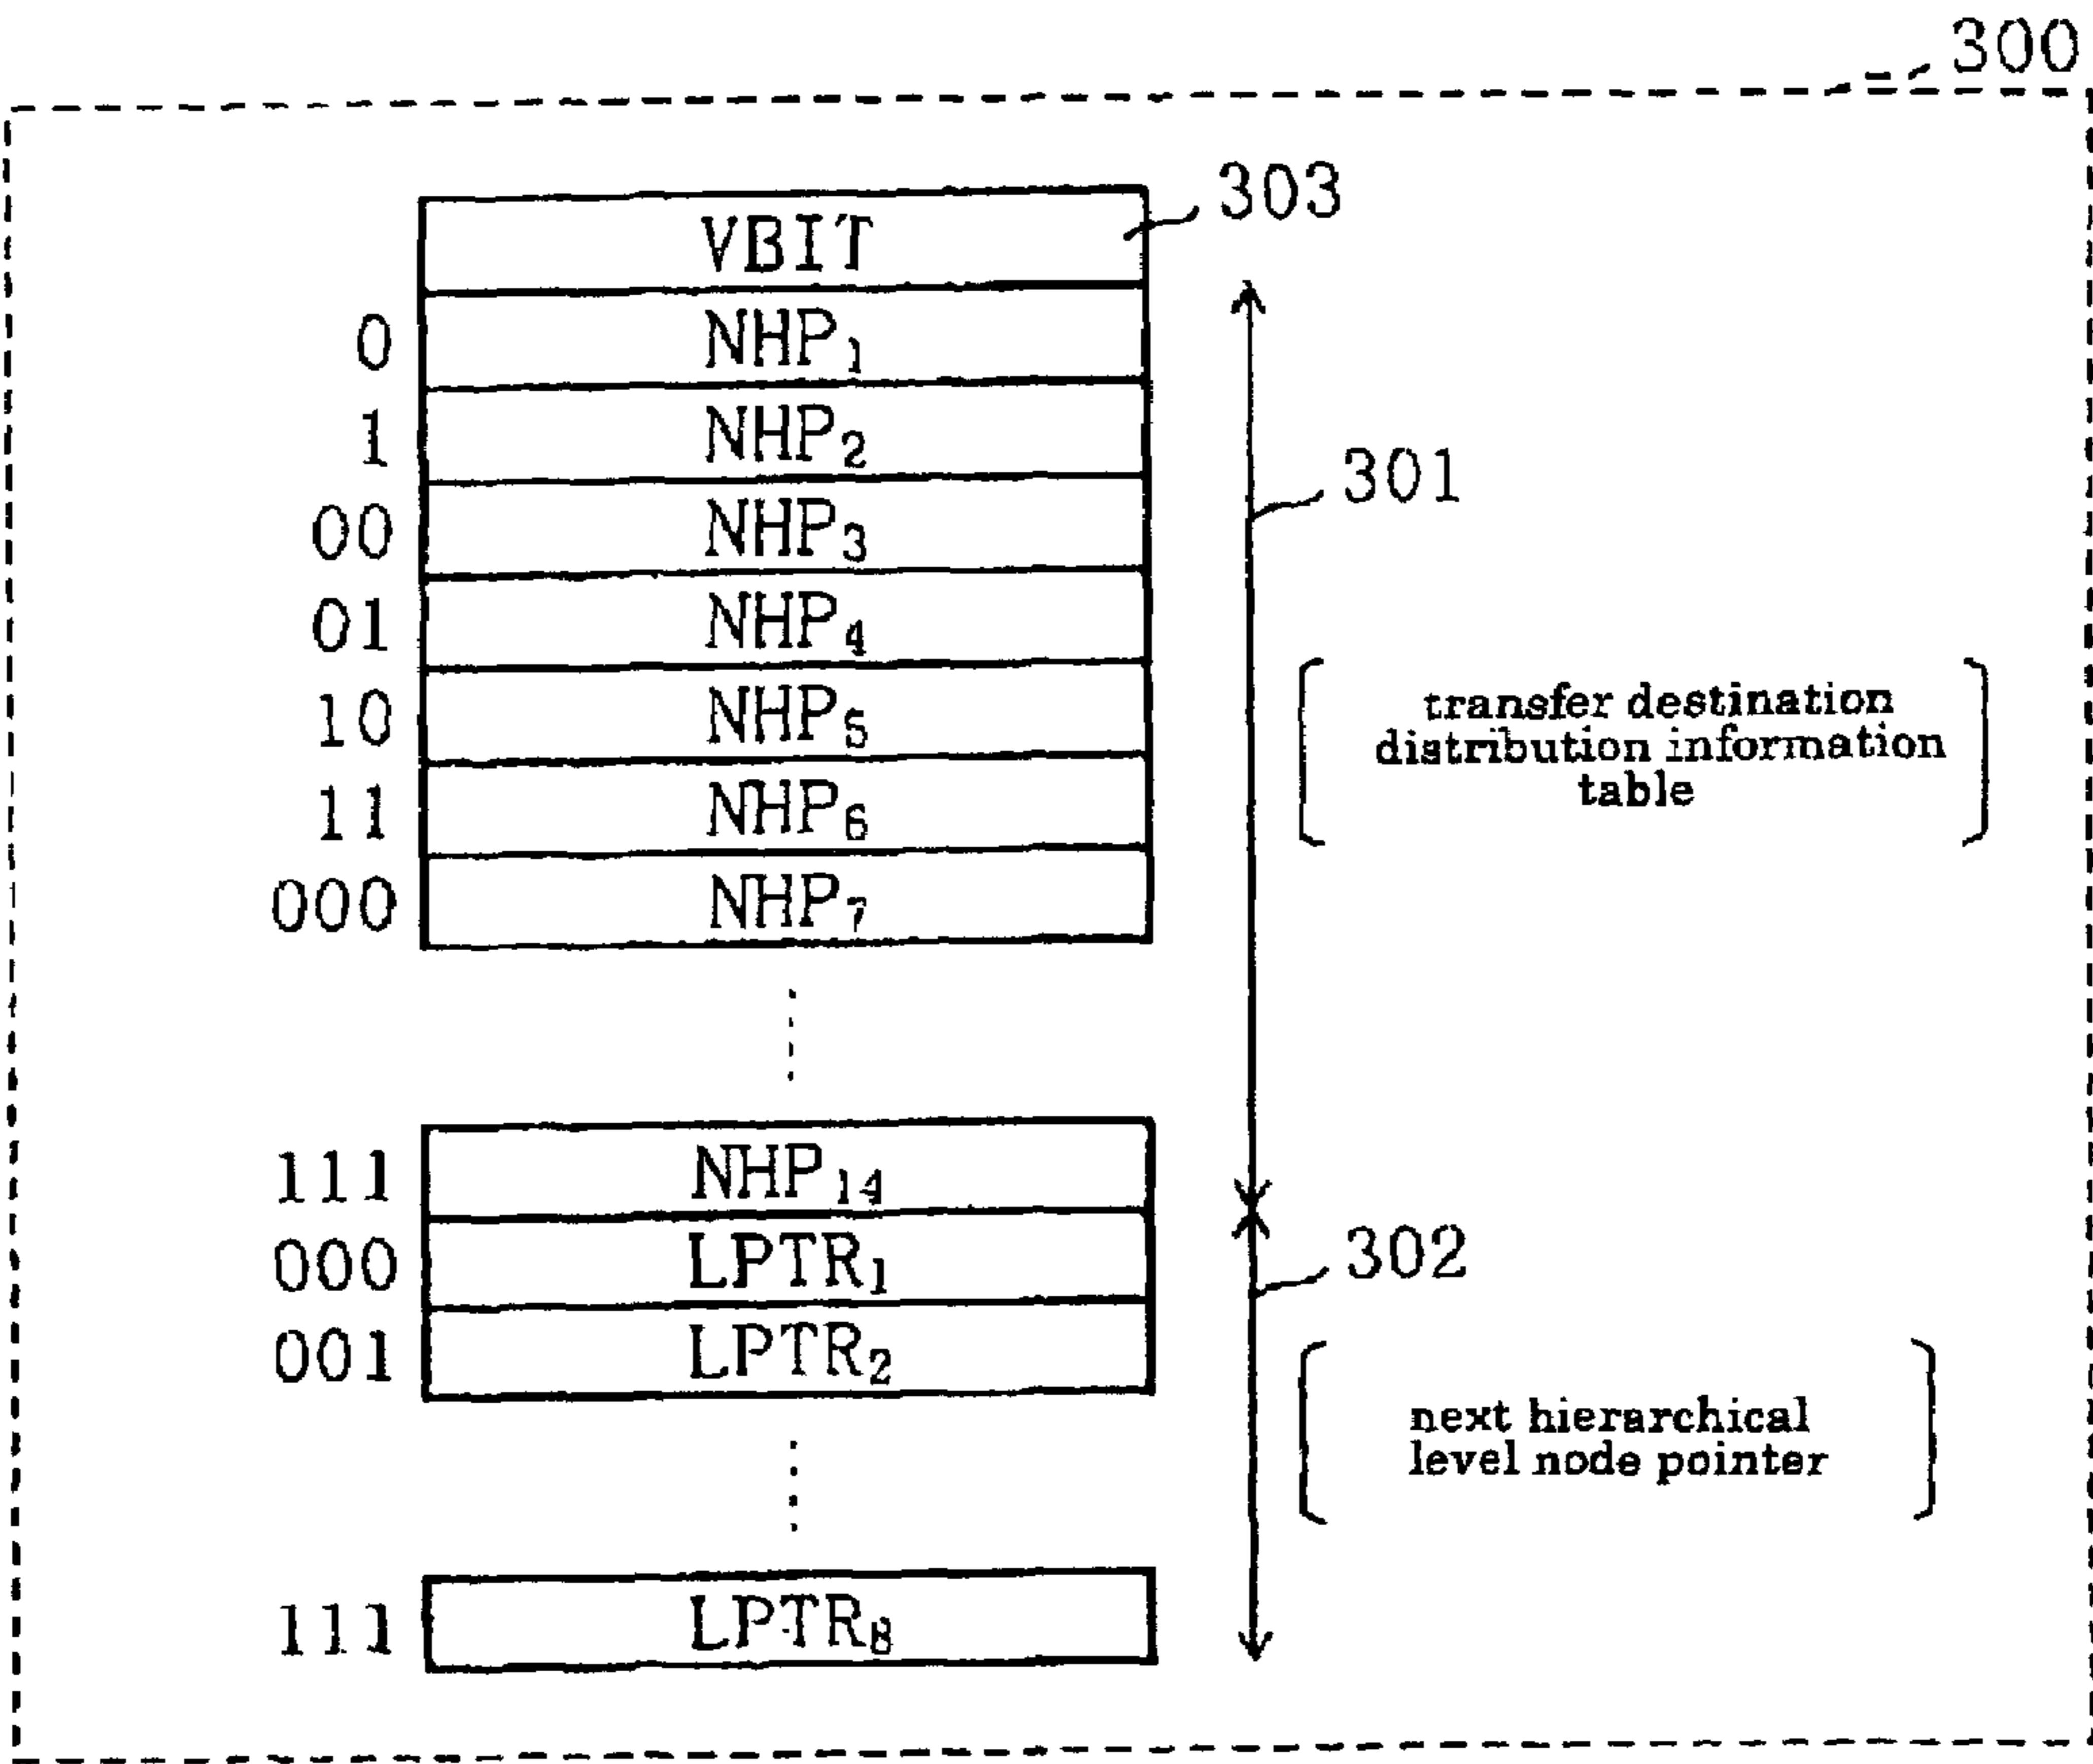 300
VBIT 303
0 NHP₁
1 NHP₂
301
00 NHP₃
01 NHP₄
10 NHP₅
11 NHP₆
000 NHP₇
transfer destination
distribution information
table
111 NHP₁₄
000 LPTR₁
302
001 LPTR₂
next hierarchical
level node pointer
111 LPTR₈